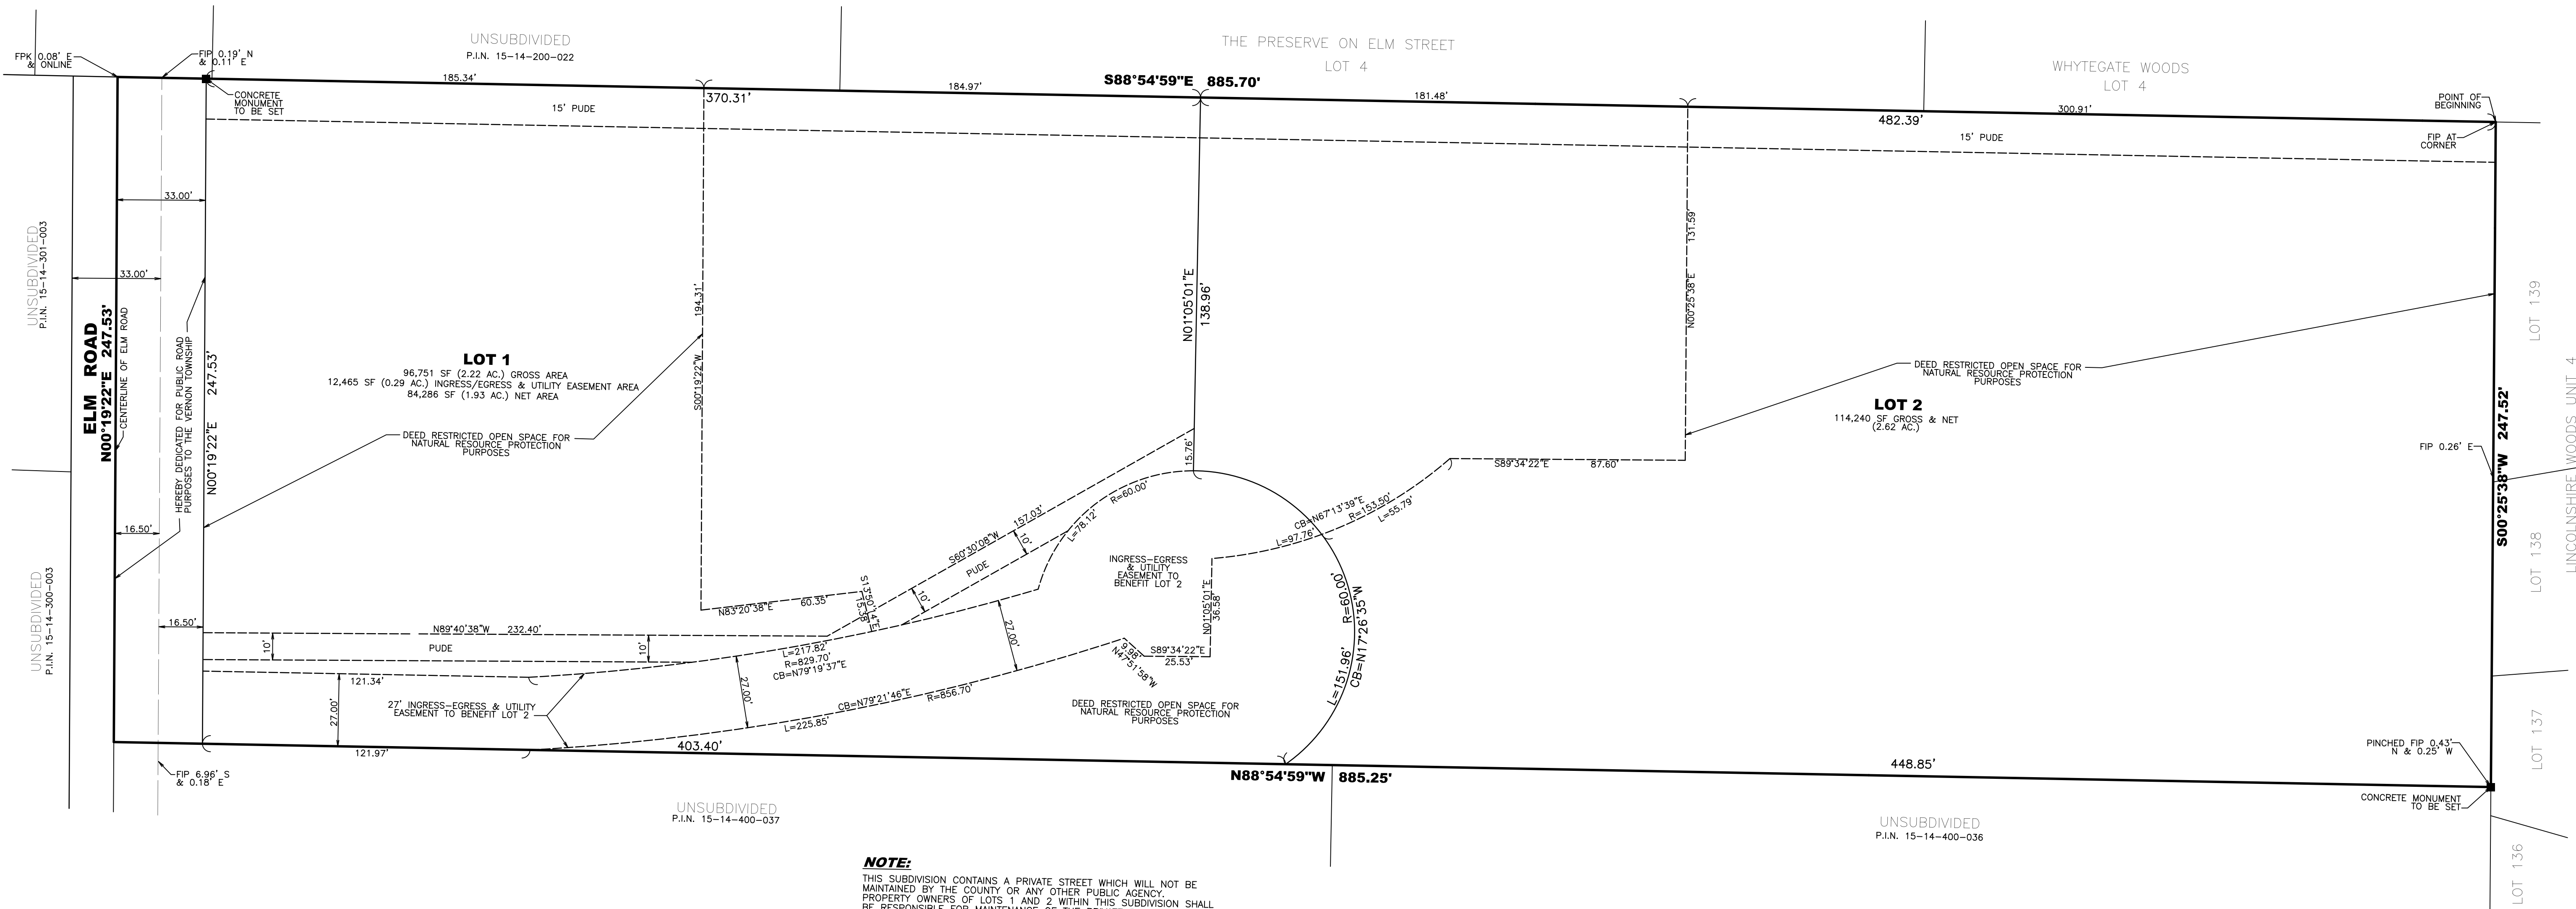 UNSUBDIVIDED
P.I.N. 15-14-200-022
THE PRESERVE ON ELM STREET
LOT 4
WHYTEGATE WOODS
LOT 4
FPK 0.08' E
& ONLINE
FIP 0.19' N
& 0.11' E
CONCRETE
MONUMENT
TO BE SET
185.34'
370.31'
184.97'
S88°54'59"E 885.70'
181.48'
482.39'
300.91'
15' PUDE
15' PUDE
POINT OF
BEGINNING
FIP AT
CORNER
33.00'
33.00'
16.50'
16.50'
UNSUBDIVIDED
P.I.N. 15-14-301-003
UNSUBDIVIDED
P.I.N. 15-14-300-003
ELM ROAD
N00°19'22"E 247.53'
CENTERLINE OF ELM ROAD
HEREBY DEDICATED FOR PUBLIC ROAD
PURPOSES TO THE VERNON TOWNSHIP
N00°19'22"E 247.53'
LOT 1
96,751 SF (2.22 AC.) GROSS AREA
12,465 SF (0.29 AC.) INGRESS/EGRESS & UTILITY EASEMENT AREA
84,286 SF (1.93 AC.) NET AREA
DEED RESTRICTED OPEN SPACE FOR
NATURAL RESOURCE PROTECTION
PURPOSES
194.31'
S00°19'22"W
N01°05'01"E
138.96'
15.76'
131.59'
N00°25'38"E
DEED RESTRICTED OPEN SPACE FOR
NATURAL RESOURCE PROTECTION
PURPOSES
LOT 2
114,240 SF GROSS & NET
(2.62 AC.)
FIP 0.26' E
S00°25'38"W 247.52'
LOT 139
LOT 138
LOT 137
LOT 136
LINCOLNSHIRE WOODS UNIT 4
S89°34'22"E 87.60'
CB=N67°13'39"E
R=153.50'
L=55.79'
L=97.76'
R=60.00'
L=78.12'
S60°30'08"W 157.03'
10'
PUDE
10'
S13°50'14"E
15.38'
N83°20'38"E 60.35'
N89°40'38"W 232.40'
10'
PUDE
10'
INGRESS-EGRESS
& UTILITY
EASEMENT TO
BENEFIT LOT 2
N01°05'01"E
36.58'
S89°34'22"E
25.53'
9.98'
N47°51'58"W
R=60.00'
CB=N17°26'35"W
L=151.96'
27.00'
L=217.82'
R=829.70'
CB=N79°19'37"E
27.00'
CB=N79°21'46"E R=856.70'
L=225.85'
121.34'
27.00'
27' INGRESS-EGRESS & UTILITY
EASEMENT TO BENEFIT LOT 2
DEED RESTRICTED OPEN SPACE FOR
NATURAL RESOURCE PROTECTION
PURPOSES
121.97'
403.40'
N88°54'59"W 885.25'
448.85'
PINCHED FIP 0.43'
N & 0.25' W
CONCRETE MONUMENT
TO BE SET
FIP 6.96' S
& 0.18' E
UNSUBDIVIDED
P.I.N. 15-14-400-037
UNSUBDIVIDED
P.I.N. 15-14-400-036
NOTE:
THIS SUBDIVISION CONTAINS A PRIVATE STREET WHICH WILL NOT BE
MAINTAINED BY THE COUNTY OR ANY OTHER PUBLIC AGENCY.
PROPERTY OWNERS OF LOTS 1 AND 2 WITHIN THIS SUBDIVISION SHALL
BE RESPONSIBLE FOR MAINTENANCE OF THE